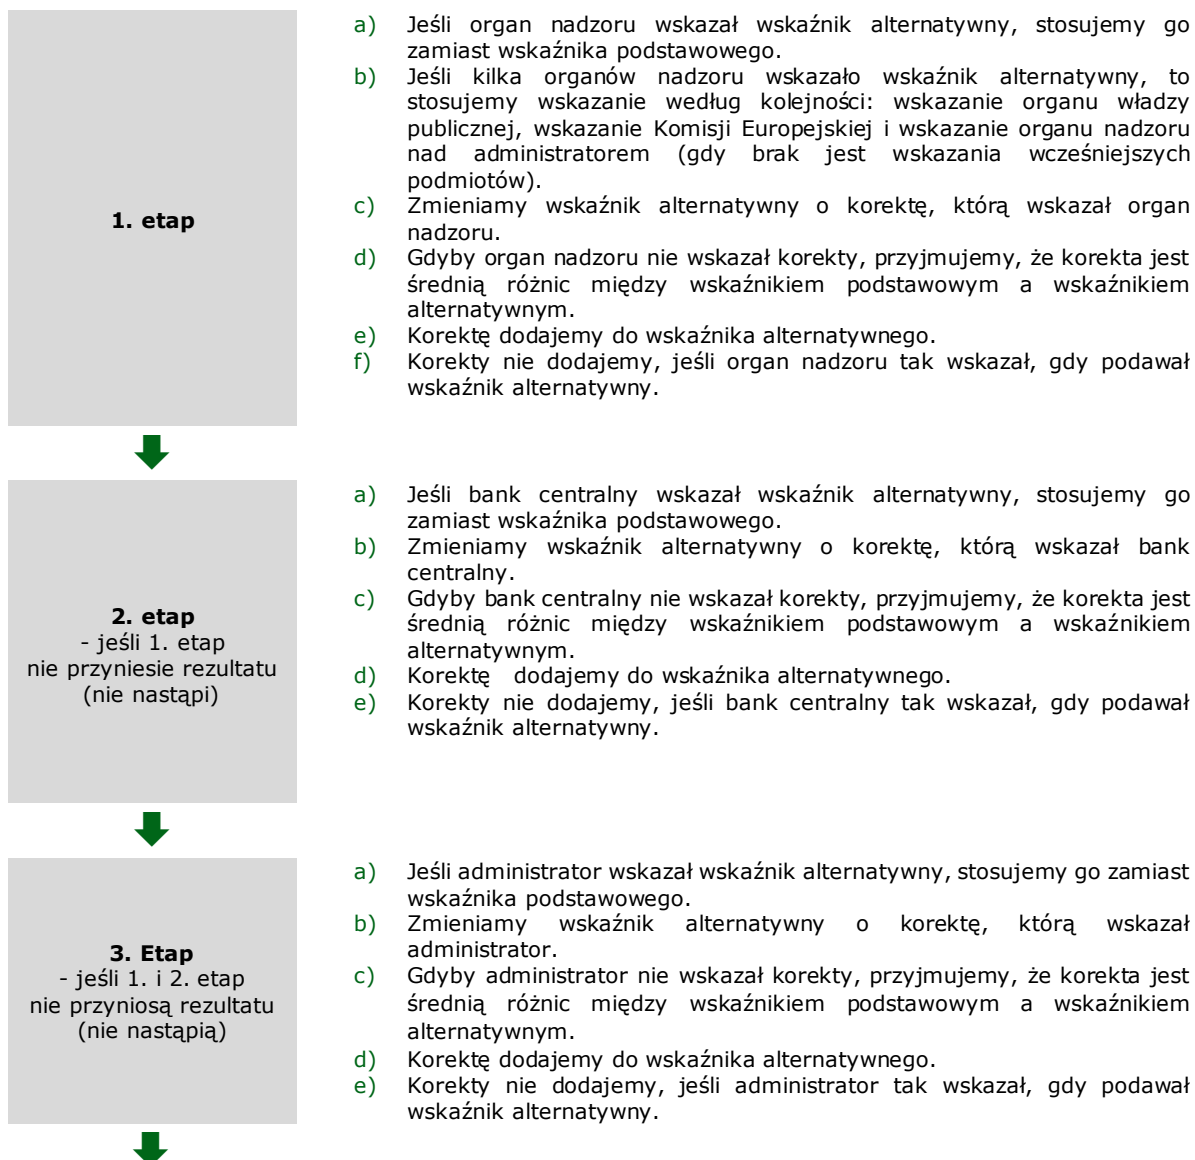 1. etap
a) Jeśli organ nadzoru wskazał wskaźnik alternatywny, stosujemy go
zamiast wskaźnika podstawowego.
b) Jeśli kilka organów nadzoru wskazało wskaźnik alternatywny, to
stosujemy wskazanie według kolejności: wskazanie organu władzy
publicznej, wskazanie Komisji Europejskiej i wskazanie organu nadzoru
nad administratorem (gdy brak jest wskazania wcześniejszych
podmiotów).
c) Zmieniamy wskaźnik alternatywny o korektę, którą wskazał organ
nadzoru.
d) Gdyby organ nadzoru nie wskazał korekty, przyjmujemy, że korekta jest
średnią różnic między wskaźnikiem podstawowym a wskaźnikiem
alternatywnym.
e) Korektę dodajemy do wskaźnika alternatywnego.
f) Korekty nie dodajemy, jeśli organ nadzoru tak wskazał, gdy podawał
wskaźnik alternatywny.
2. etap
- jeśli 1. etap
nie przyniesie rezultatu
(nie nastąpi)
a) Jeśli bank centralny wskazał wskaźnik alternatywny, stosujemy go
zamiast wskaźnika podstawowego.
b) Zmieniamy wskaźnik alternatywny o korektę, którą wskazał bank
centralny.
c) Gdyby bank centralny nie wskazał korekty, przyjmujemy, że korekta jest
średnią różnic między wskaźnikiem podstawowym a wskaźnikiem
alternatywnym.
d) Korektę dodajemy do wskaźnika alternatywnego.
e) Korekty nie dodajemy, jeśli bank centralny tak wskazał, gdy podawał
wskaźnik alternatywny.
3. Etap
- jeśli 1. i 2. etap
nie przyniosą rezultatu
(nie nastąpią)
a) Jeśli administrator wskazał wskaźnik alternatywny, stosujemy go zamiast
wskaźnika podstawowego.
b) Zmieniamy wskaźnik alternatywny o korektę, którą wskazał
administrator.
c) Gdyby administrator nie wskazał korekty, przyjmujemy, że korekta jest
średnią różnic między wskaźnikiem podstawowym a wskaźnikiem
alternatywnym.
d) Korektę dodajemy do wskaźnika alternatywnego.
e) Korekty nie dodajemy, jeśli administrator tak wskazał, gdy podawał
wskaźnik alternatywny.